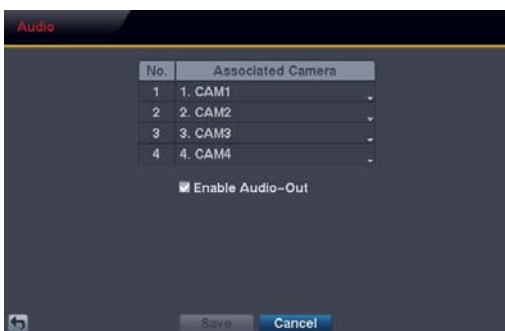 Audio
No. Associated Camera
1 1. CAM1
2 2. CAM2
3 3. CAM3
4 4. CAM4
Enable Audio-Out
Save Cancel